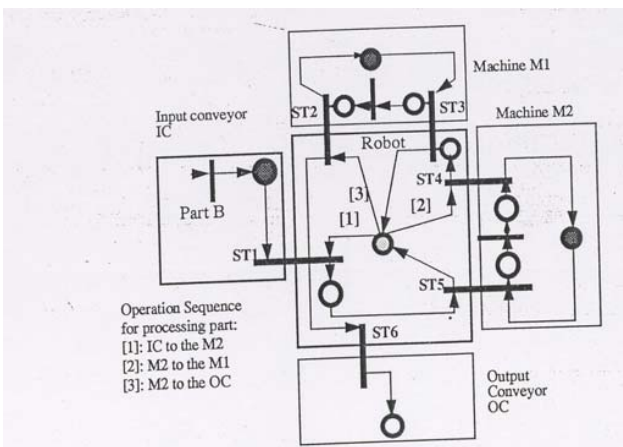 Machine M1
ST2
ST3
Input conveyor
IC
Machine M2
Robot
ST4
[3]
Part B
[1]
[2]
ST1
ST5
Operation Sequence
for processing part:
[1]: IC to the M2
[2]: M2 to the M1
[3]: M2 to the OC
ST6
Output
Conveyor
OC